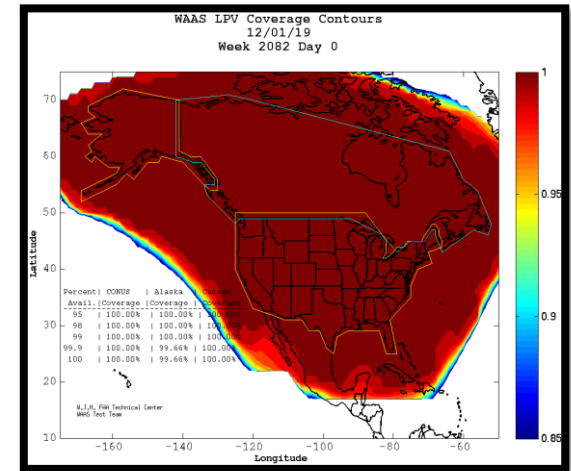 WAAS LPV Coverage Contours
12/01/19
Week 2082 Day 0
1
0.95
0.9
0.85
70
60
50
40
30
20
10
Latitude
Percent| CONUS | Alaska | Canada
Avail.|Coverage |Coverage | Coverage
95 | 100.00% | 100.00% | 100.00%
98 | 100.00% | 100.00% | 100.00%
99 | 100.00% | 100.00% | 100.00%
99.9 | 100.00% | 99.66% | 100.00%
100 | 100.00% | 99.66% | 100.00%
W.J.H. FAA Technical Center
WAAS Test Team
-160 -140 -120 -100 -80 -60
Longitude